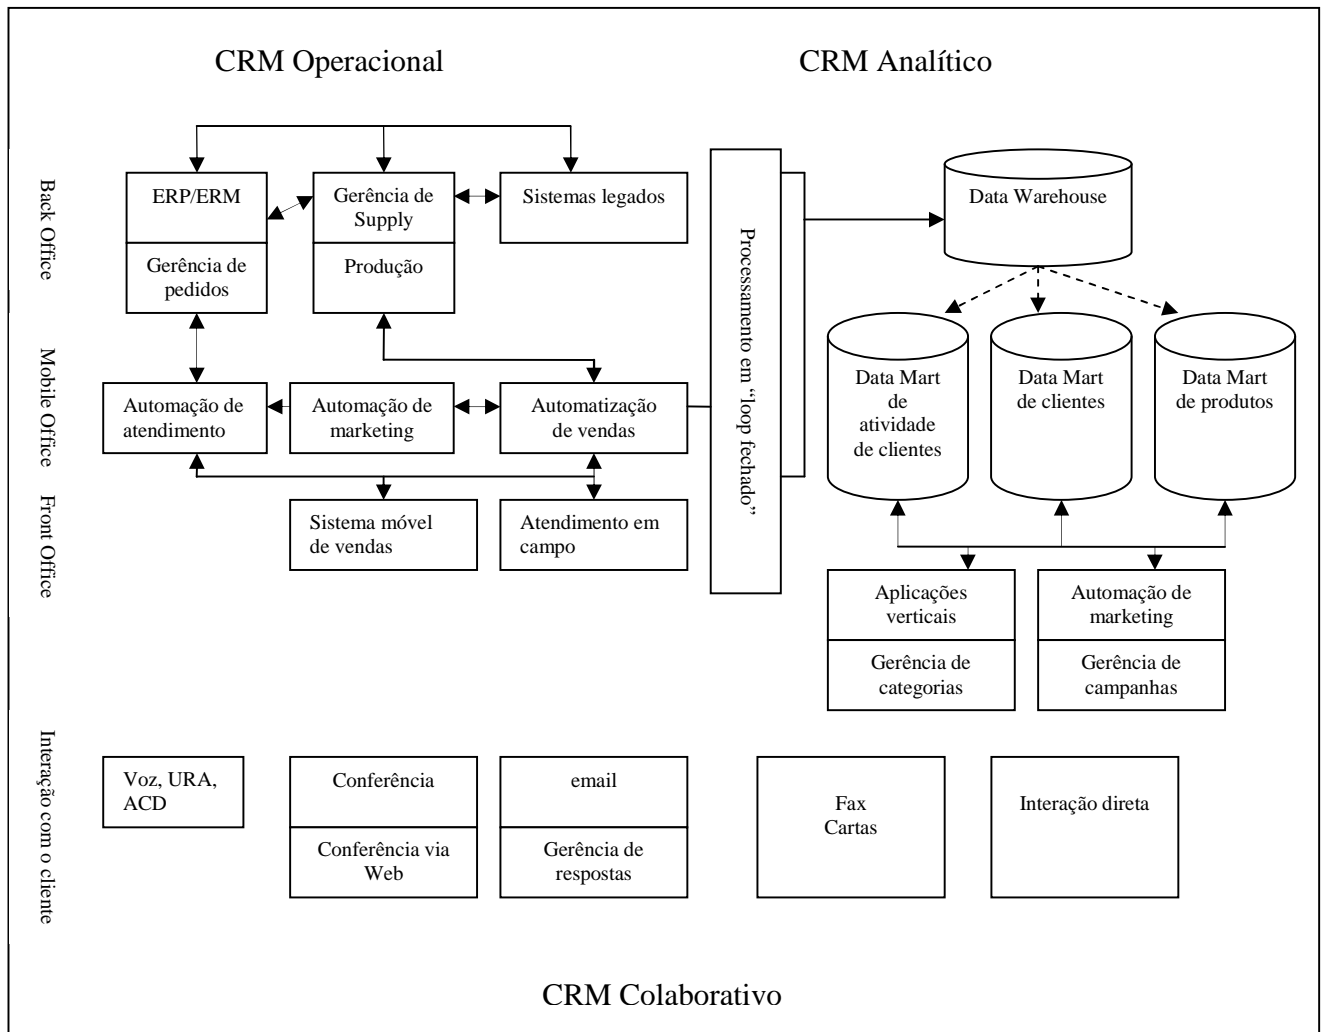 CRM Operacional
CRM Analítico
Back Office
ERP/ERM
Gerência de
pedidos
Gerência de
Supply
Produção
Sistemas legados
Processamento em “loop fechado”
Data Warehouse
Mobile Office
Automação de
atendimento
Automação de
marketing
Automatização
de vendas
Data Mart
de
atividade
de clientes
Data Mart
de clientes
Data Mart
de produtos
Front Office
Sistema móvel
de vendas
Atendimento em
campo
Aplicações
verticais
Gerência de
categorias
Automação de
marketing
Gerência de
campanhas
Interação com o cliente
Voz, URA,
ACD
Conferência
Conferência via
Web
email
Gerência de
respostas
Fax
Cartas
Interação direta
CRM Colaborativo